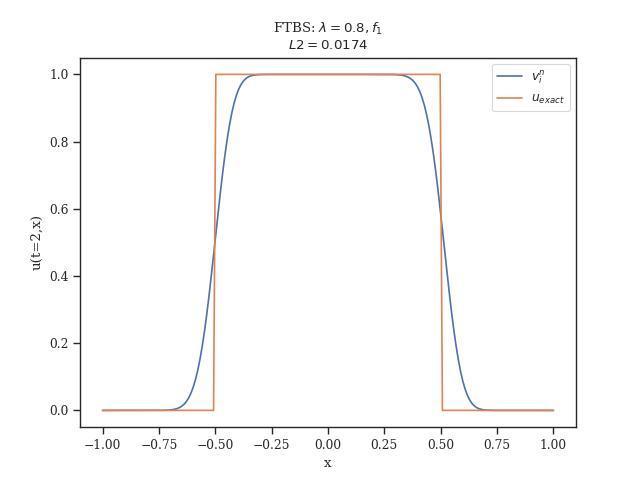 FTBS: λ = 0.8, f₁
L2 = 0.0174
vᵢⁿ
u_exact
u(t=2,x)
1.0
0.8
0.6
0.4
0.2
0.0
−1.00 −0.75 −0.50 −0.25 0.00 0.25 0.50 0.75 1.00
x